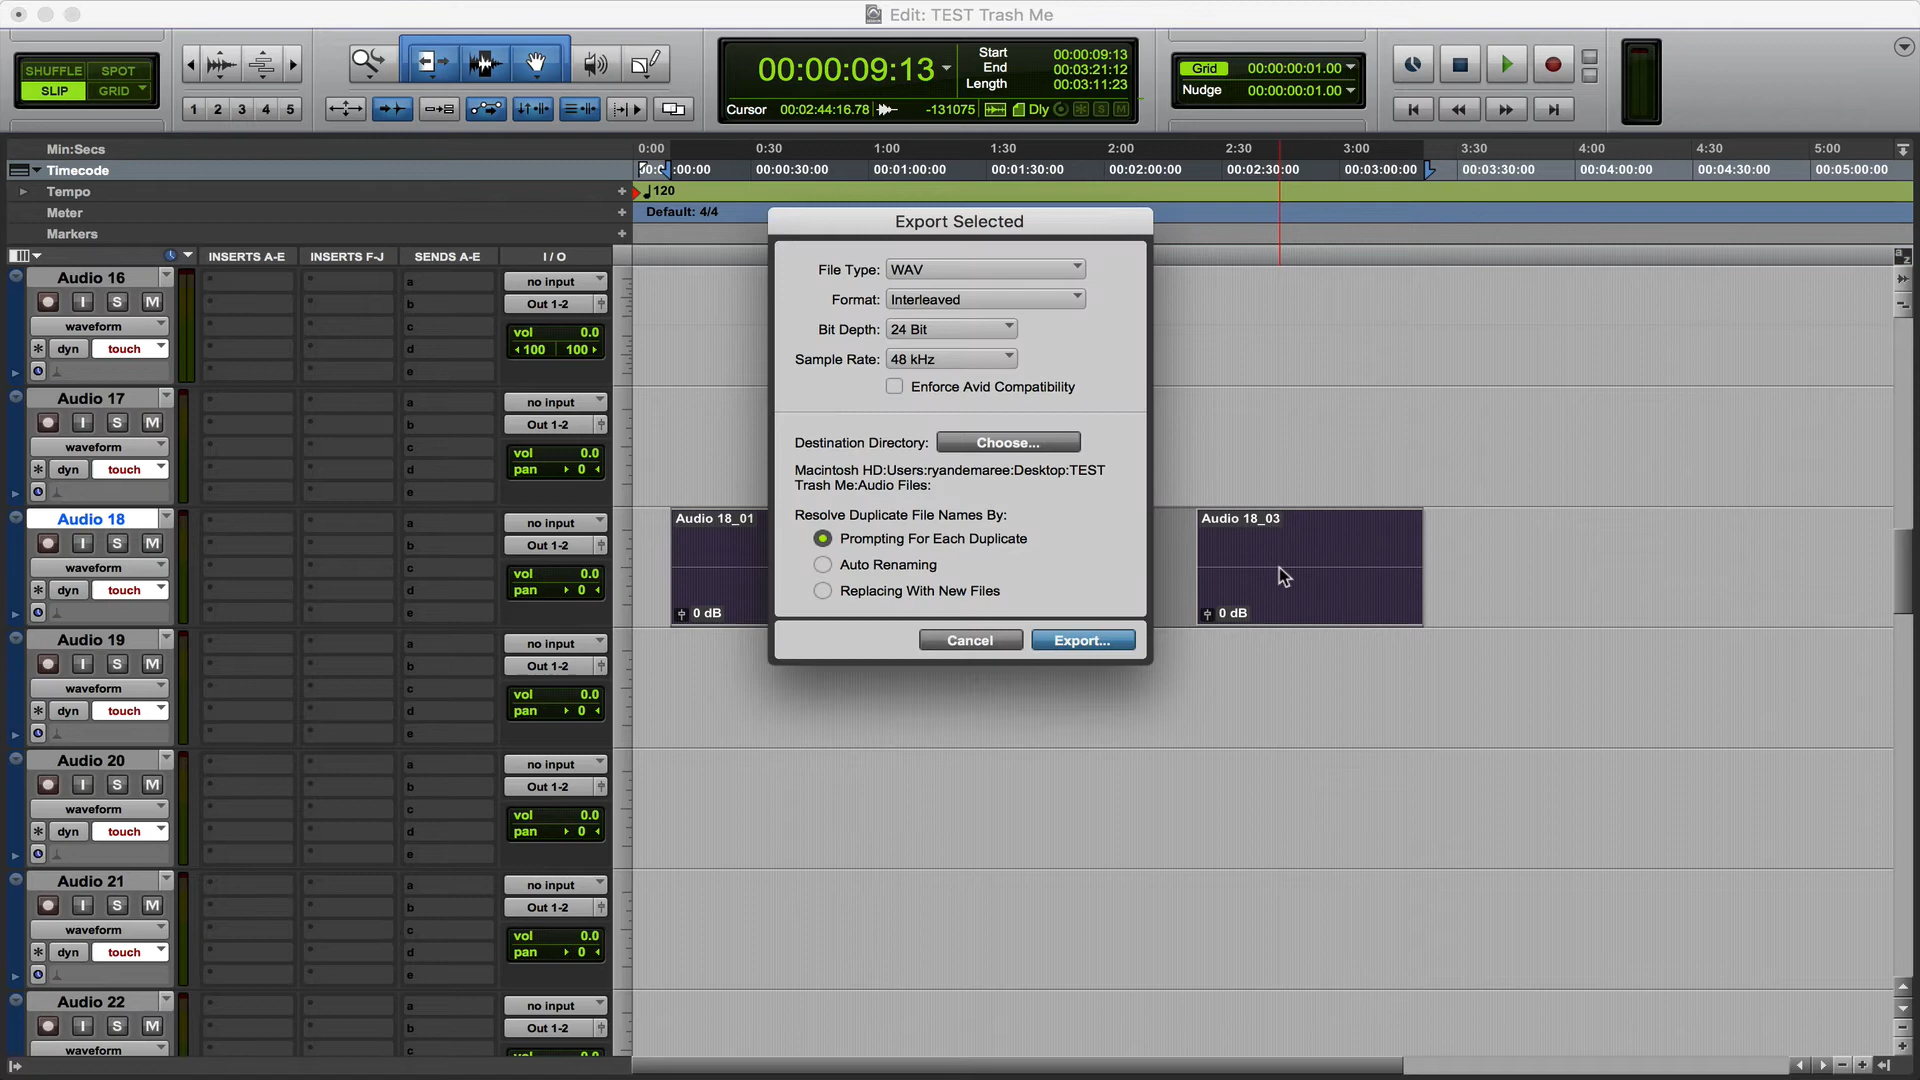 Edit: TEST Trash Me
SHUFFLE SPOT
SLIP GRID
1 2 3 4 5
00:00:09:13
Start 00:00:09:13
End 00:03:21:12
Length 00:03:11:23
Cursor 00:02:44:16.78 -131075 Dly S M
Grid 00:00:00:01.00
Nudge 00:00:00:01.00
Min:Secs 0:00 0:30 1:00 1:30 2:00 2:30 3:00 3:30 4:00 4:30 5:00
Timecode :00:00 00:00:30:00 00:01:00:00 00:01:30:00 00:02:00:00 00:02:30:00 00:03:00:00 00:03:30:00 00:04:00:00 00:04:30:00 00:05:00:00
Tempo 120
Meter Default: 4/4
Markers
INSERTS A-E INSERTS F-J SENDS A-E I / O
Audio 16 a no input
I S M b Out 1-2
waveform c vol 0.0
dyn touch d 100 100
e
Audio 17 a no input
I S M b Out 1-2
waveform c vol 0.0
dyn touch d pan 0
e
Audio 18 a no input
I S M b Out 1-2
waveform c vol 0.0
dyn touch d pan 0
e
Audio 18_01
0 dB
Audio 18_03
0 dB
Audio 19 a no input
I S M b Out 1-2
waveform c vol 0.0
dyn touch d pan 0
e
Audio 20 a no input
I S M b Out 1-2
waveform c vol 0.0
dyn touch d pan 0
e
Audio 21 a no input
I S M b Out 1-2
waveform c vol 0.0
dyn touch d pan 0
e
Audio 22 a no input
I S M b Out 1-2
waveform c vol 0.0
Export Selected
File Type: WAV
Format: Interleaved
Bit Depth: 24 Bit
Sample Rate: 48 kHz
Enforce Avid Compatibility
Destination Directory: Choose...
Macintosh HD:Users:ryandemaree:Desktop:TEST
Trash Me:Audio Files:
Resolve Duplicate File Names By:
Prompting For Each Duplicate
Auto Renaming
Replacing With New Files
Cancel Export...